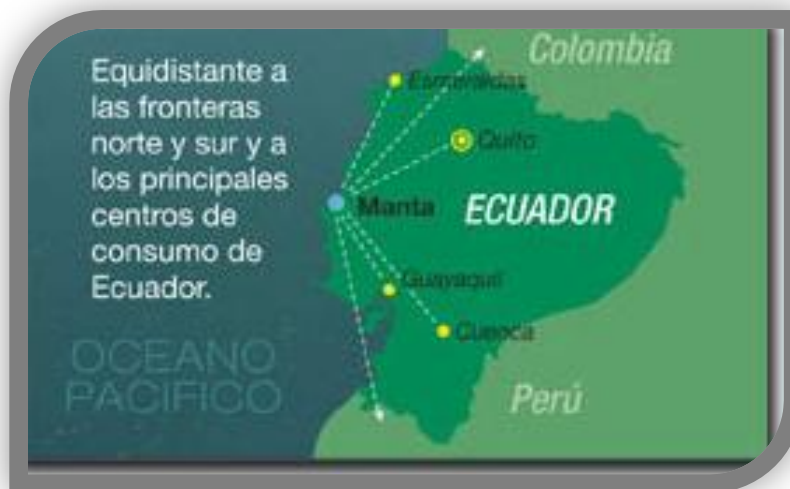 Equidistante a
las fronteras
norte y sur y a
los principales
centros de
consumo de
Ecuador.
OCEANO
PACIFICO
Colombia
Esmeraldas
Quito
Manta
ECUADOR
Guayaquil
Cuenca
Perú